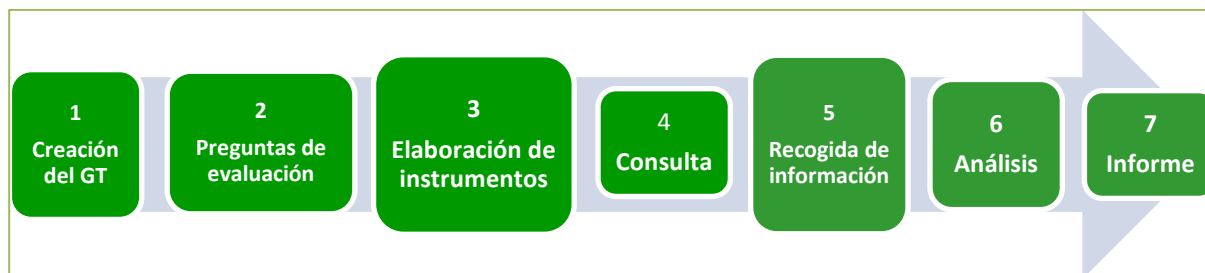 1
Creación
del GT
2
Preguntas de
evaluación
3
Elaboración de
instrumentos
4
Consulta
5
Recogida de
información
6
Análisis
7
Informe